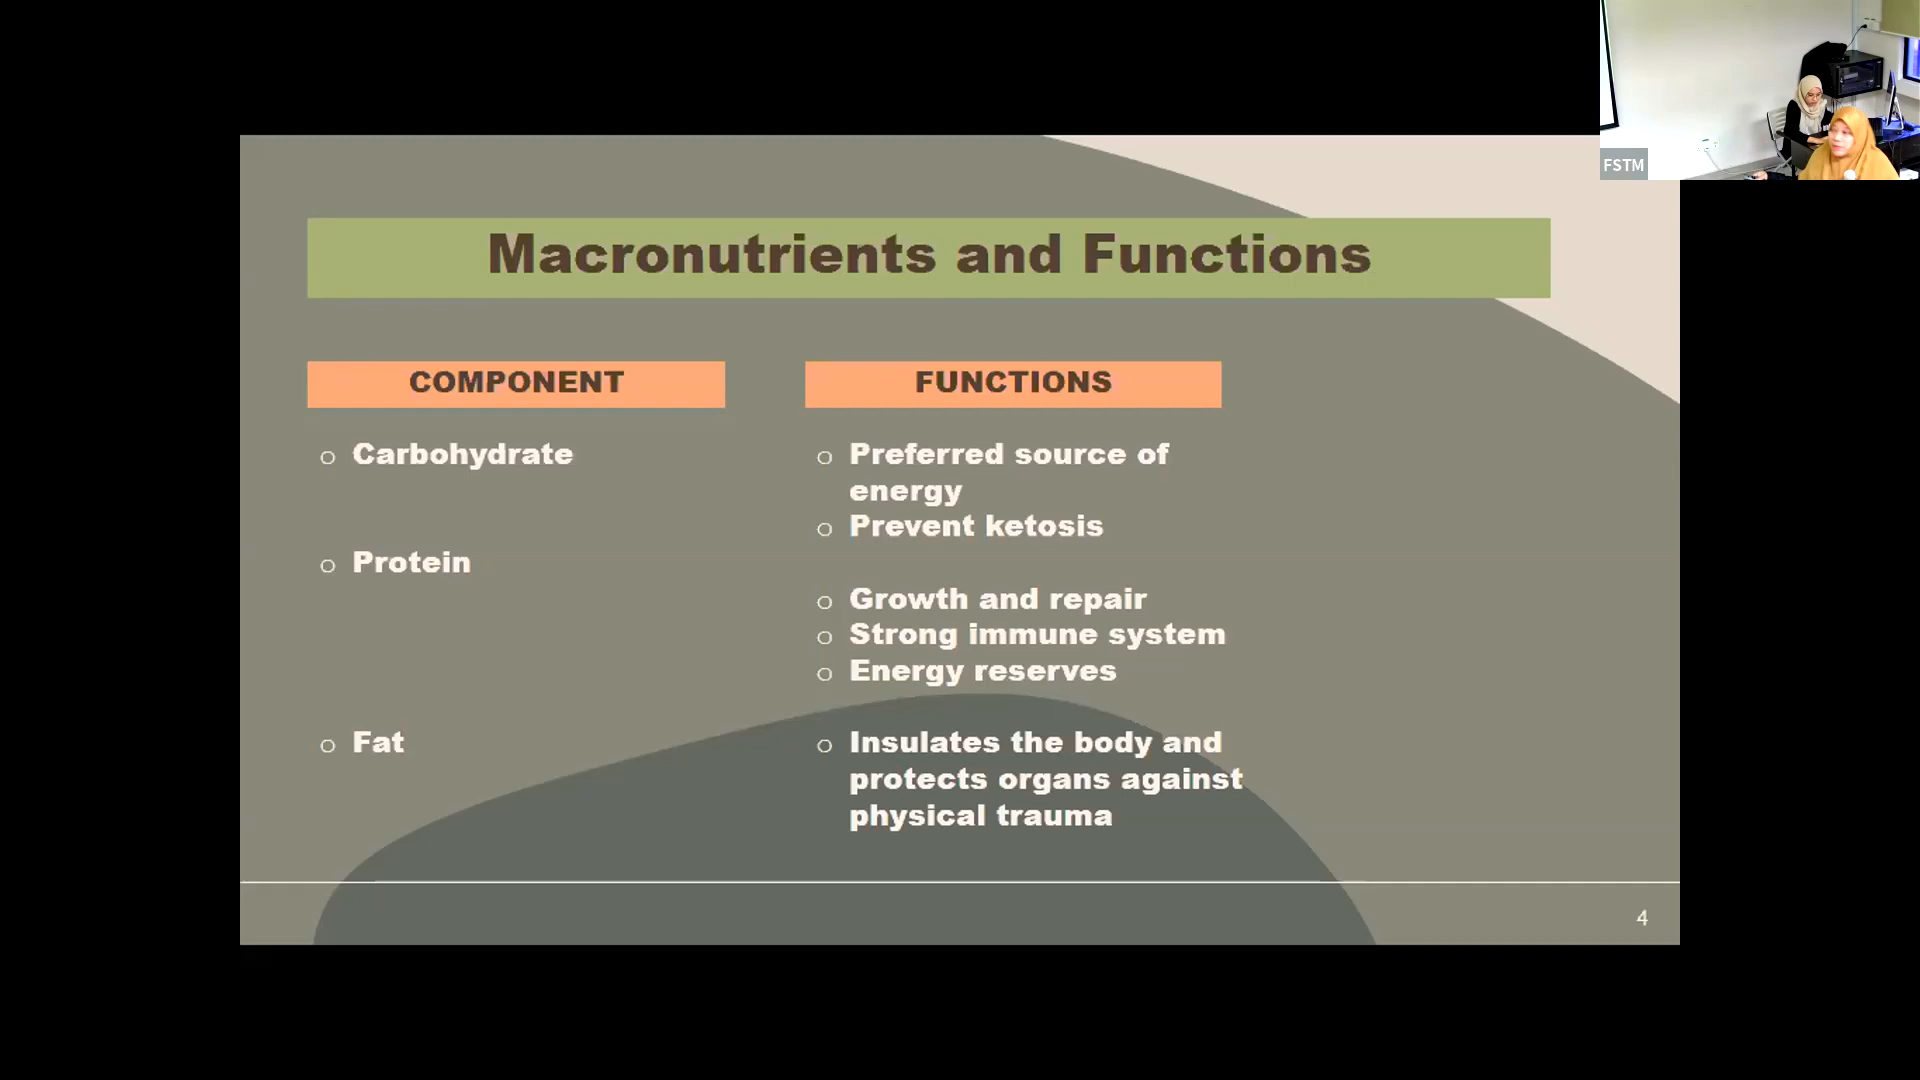 FSTM
Macronutrients and Functions
COMPONENT
○ Carbohydrate
○ Protein
○ Fat
FUNCTIONS
○ Preferred source of
energy
○ Prevent ketosis
○ Growth and repair
○ Strong immune system
○ Energy reserves
○ Insulates the body and
protects organs against
physical trauma
4